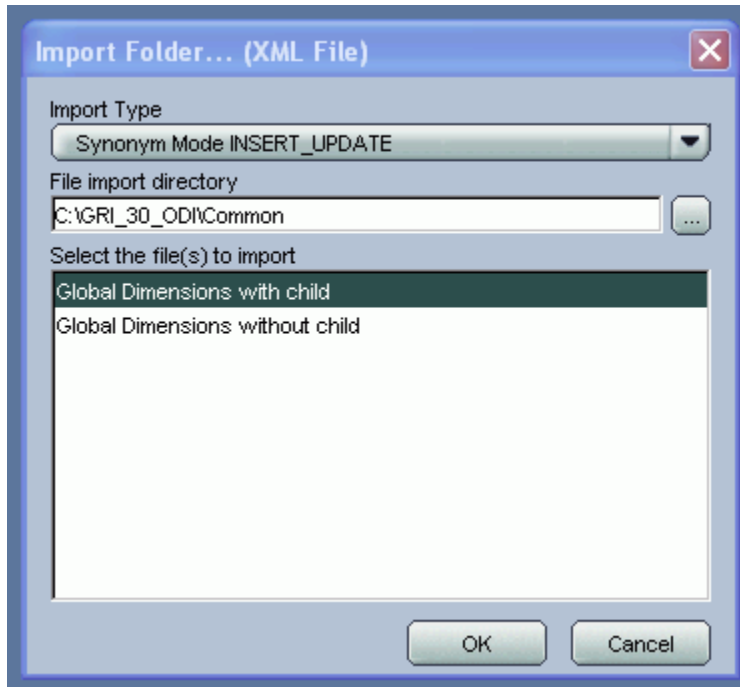 Import Folder... (XML File)
Import Type
Synonym Mode INSERT_UPDATE
File import directory
C:\GRI_30_ODI\Common
...
Select the file(s) to import
Global Dimensions with child
Global Dimensions without child
OK
Cancel